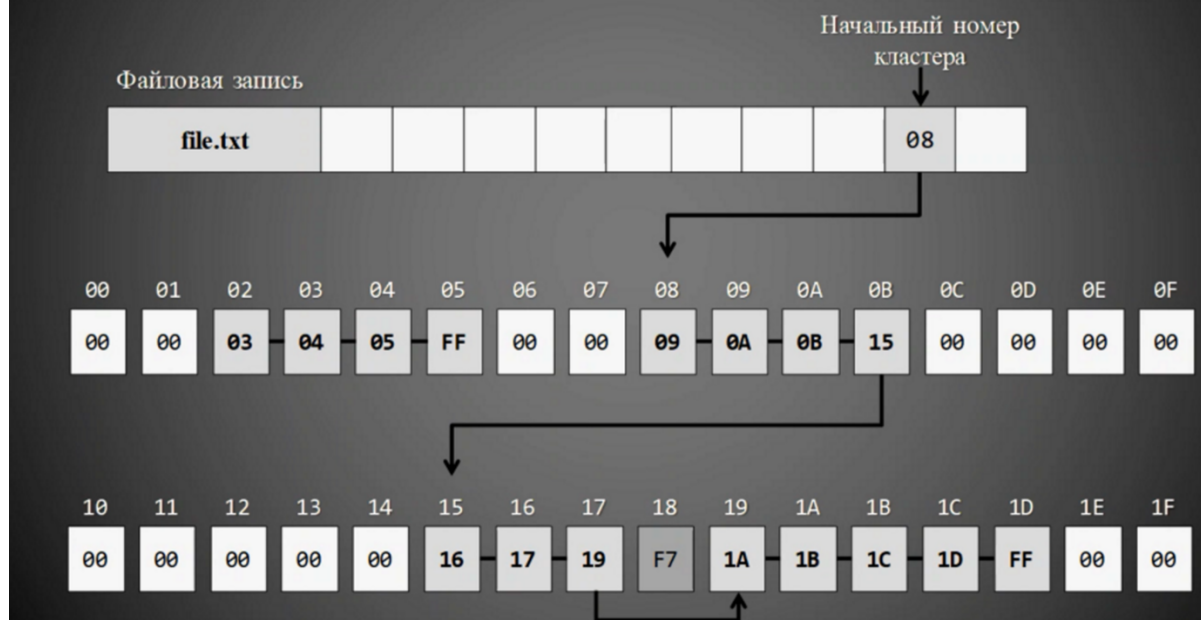 Начальный номер
кластера
Файловая запись
file.txt
08
00 01 02 03 04 05 06 07 08 09 0A 0B 0C 0D 0E 0F
00 00 03 04 05 FF 00 00 09 0A 0B 15 00 00 00 00
10 11 12 13 14 15 16 17 18 19 1A 1B 1C 1D 1E 1F
00 00 00 00 00 16 17 19 F7 1A 1B 1C 1D FF 00 00